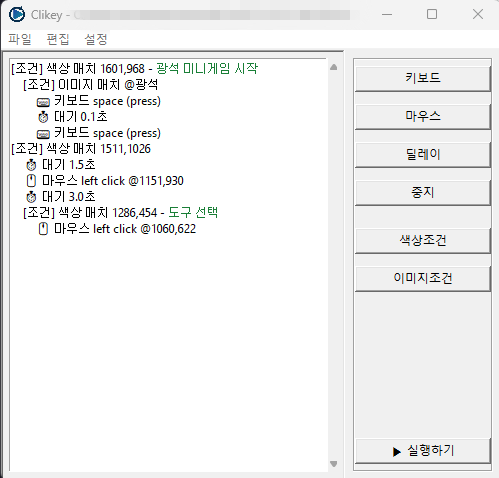 Clikey -
파일 편집 설정
[조건] 색상 매치 1601,968 - 광석 미니게임 시작
[조건] 이미지 매치 @광석
키보드 space (press)
대기 0.1초
키보드 space (press)
[조건] 색상 매치 1511,1026
대기 1.5초
마우스 left click @1151,930
대기 3.0초
[조건] 색상 매치 1286,454 - 도구 선택
마우스 left click @1060,622
키보드
마우스
딜레이
중지
색상조건
이미지조건
▶ 실행하기